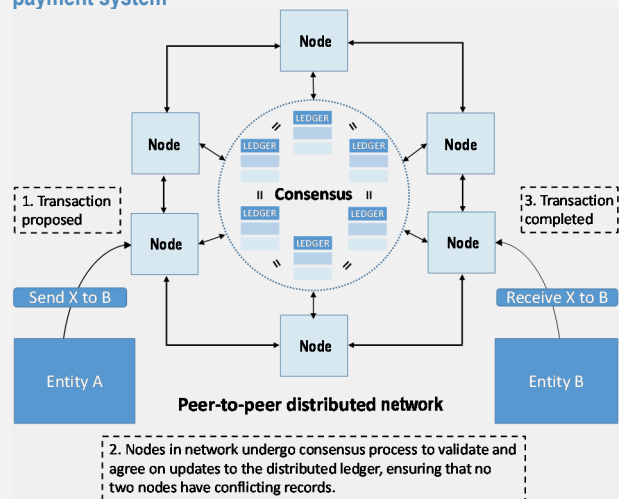 payment system
Node
Node
Node
Node
Node
Node
LEDGER
LEDGER
LEDGER
=
=
=
Consensus
=
LEDGER
LEDGER
LEDGER
=
=
1. Transaction
proposed
3. Transaction
completed
Send X to B
Receive X to B
Entity A
Entity B
Peer-to-peer distributed network
2. Nodes in network undergo consensus process to validate and
agree on updates to the distributed ledger, ensuring that no
two nodes have conflicting records.